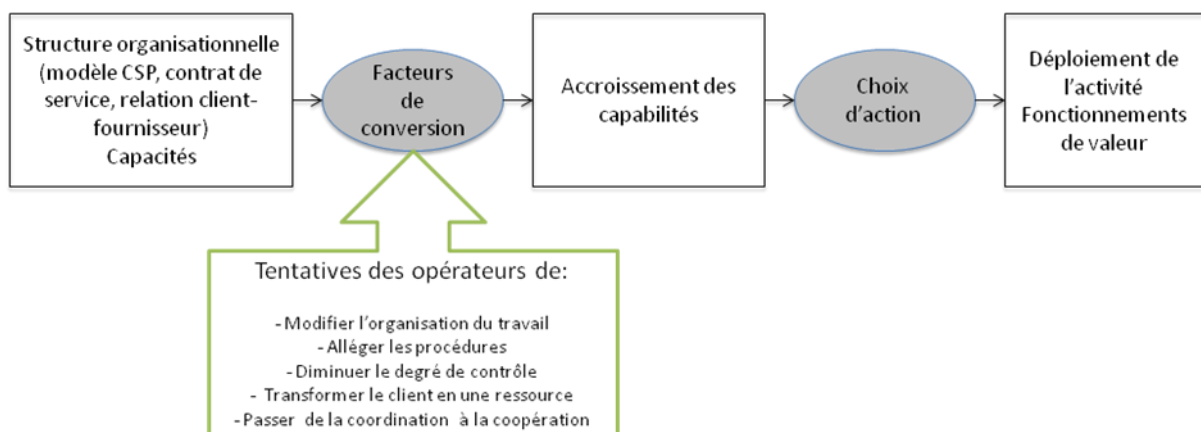 Structure organisationnelle
(modèle CSP, contrat de
service, relation client-
fournisseur)
Capacités
Facteurs
de
conversion
Accroissement des
capabilités
Choix
d'action
Déploiement de
l'activité
Fonctionnements
de valeur
Tentatives des opérateurs de:
- Modifier l'organisation du travail
- Alléger les procédures
- Diminuer le degré de contrôle
- Transformer le client en une ressource
- Passer de la coordination à la coopération